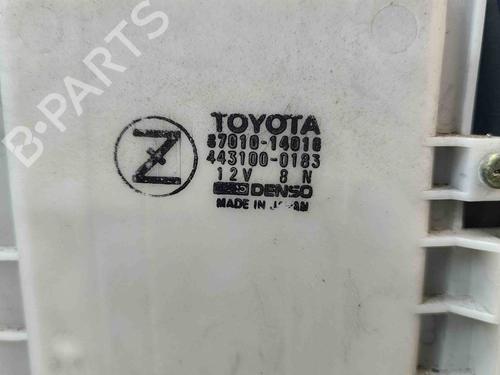 B-PARTS
Z
TOYOTA
87010-14010
443100-0183
12V 8 N
DENSO
MADE IN JAPAN